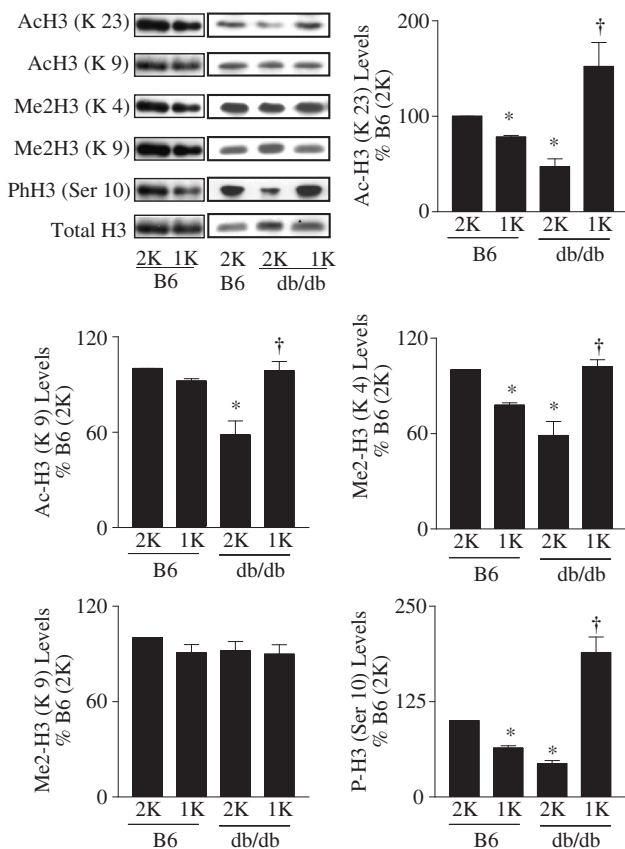 AcH3 (K 23)
AcH3 (K 9)
Me2H3 (K 4)
Me2H3 (K 9)
PhH3 (Ser 10)
Total H3
2K 1K 2K 2K 1K
B6 B6 db/db
Ac-H3 (K 23) Levels
% B6 (2K)
200
100
0
* * †
2K 1K 2K 1K
B6 db/db
Ac-H3 (K 9) Levels
% B6 (2K)
120
60
0
* †
2K 1K 2K 1K
B6 db/db
Me2-H3 (K 4) Levels
% B6 (2K)
120
60
0
* * †
2K 1K 2K 1K
B6 db/db
Me2-H3 (K 9) Levels
% B6 (2K)
120
60
0
2K 1K 2K 1K
B6 db/db
P-H3 (Ser 10) Levels
% B6 (2K)
250
125
0
* * †
2K 1K 2K 1K
B6 db/db